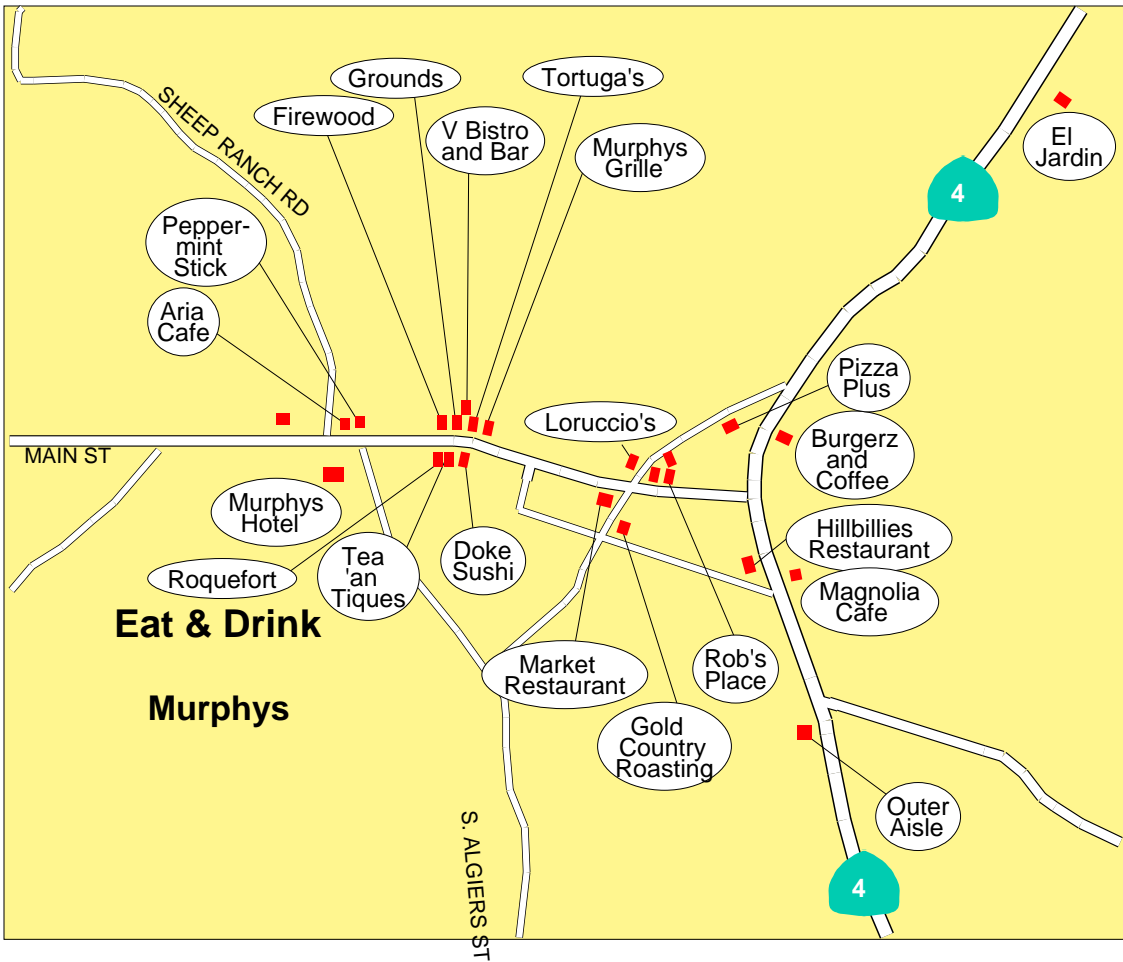 Grounds
Tortuga's
Firewood
V Bistro
and Bar
Murphys
Grille
El
Jardin
SHEEP RANCH RD
4
Pepper-
mint
Stick
Aria
Cafe
Pizza
Plus
Loruccio's
Burgerz
and
Coffee
MAIN ST
Murphys
Hotel
Hillbillies
Restaurant
Roquefort
Tea
'an
Tiques
Doke
Sushi
Magnolia
Cafe
Eat & Drink
Murphys
Market
Restaurant
Rob's
Place
Gold
Country
Roasting
Outer
Aisle
S. ALGIERS ST
4